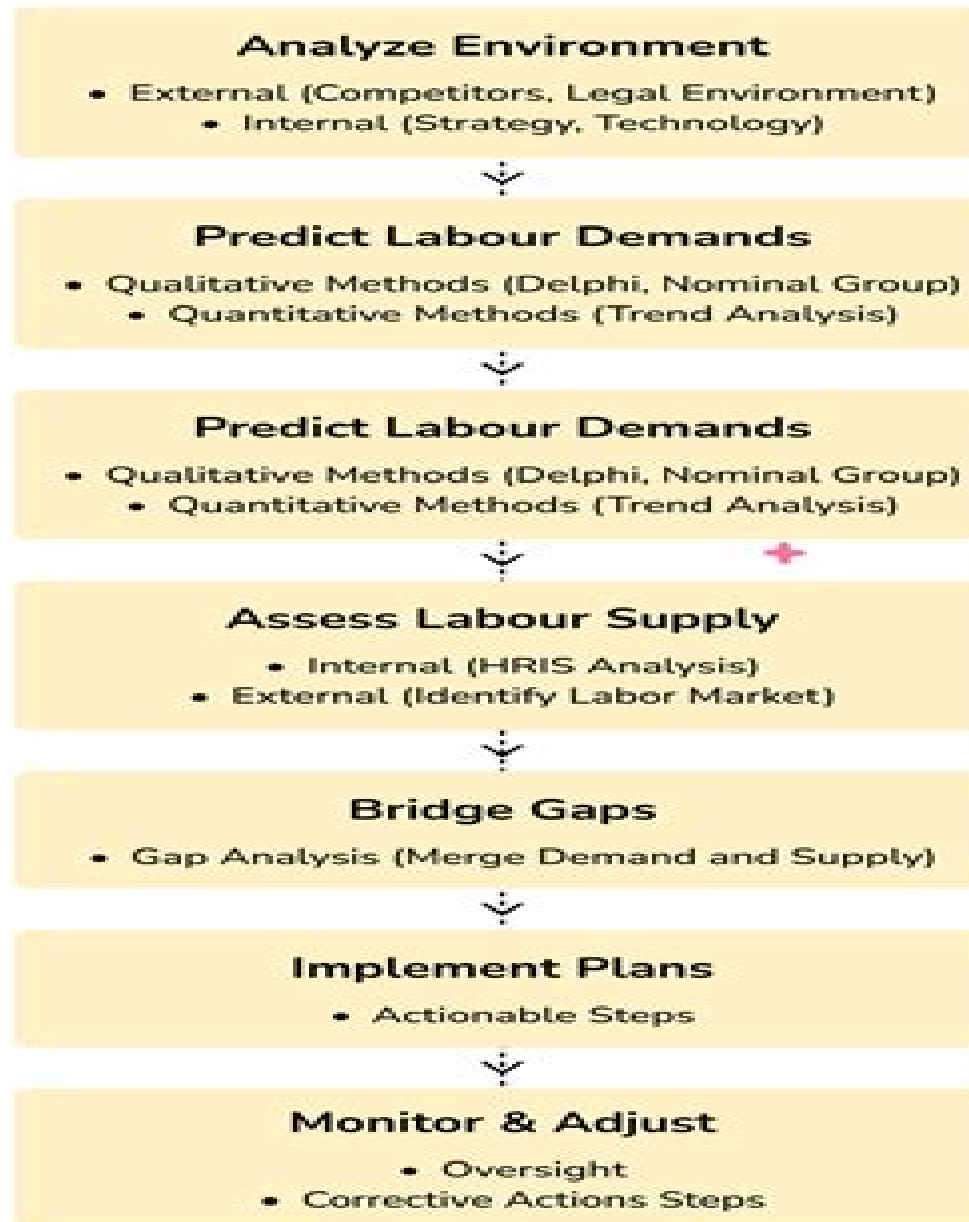 Analyze Environment
• External (Competitors, Legal Environment)
• Internal (Strategy, Technology)
Predict Labour Demands
• Qualitative Methods (Delphi, Nominal Group)
• Quantitative Methods (Trend Analysis)
Predict Labour Demands
• Qualitative Methods (Delphi, Nominal Group)
• Quantitative Methods (Trend Analysis)
Assess Labour Supply
• Internal (HRIS Analysis)
• External (Identify Labor Market)
Bridge Gaps
• Gap Analysis (Merge Demand and Supply)
Implement Plans
• Actionable Steps
Monitor & Adjust
• Oversight
• Corrective Actions Steps